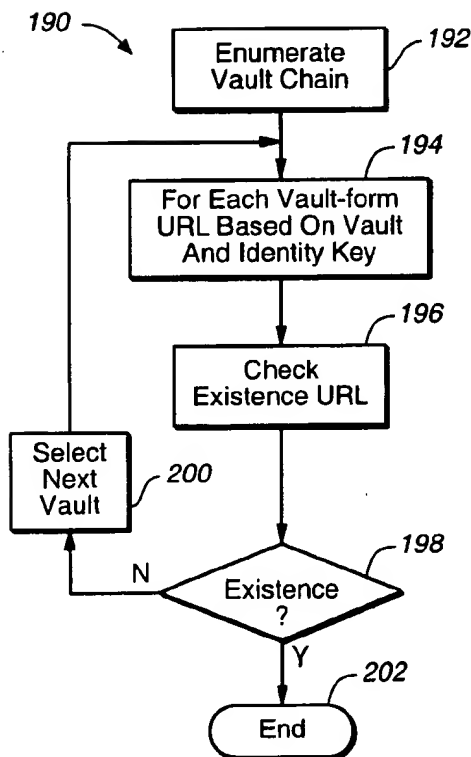 190
Enumerate
Vault Chain
192
194
For Each Vault-form
URL Based On Vault
And Identity Key
196
Check
Existence URL
Select
Next
Vault
200
198
N
Existence
?
Y
202
End